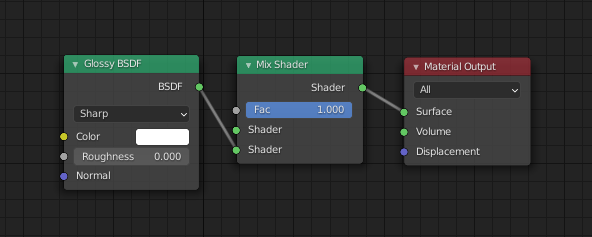 Glossy BSDF
BSDF
Sharp
Color
Roughness 0.000
Normal
Mix Shader
Shader
Fac 1.000
Shader
Shader
Material Output
All
Surface
Volume
Displacement